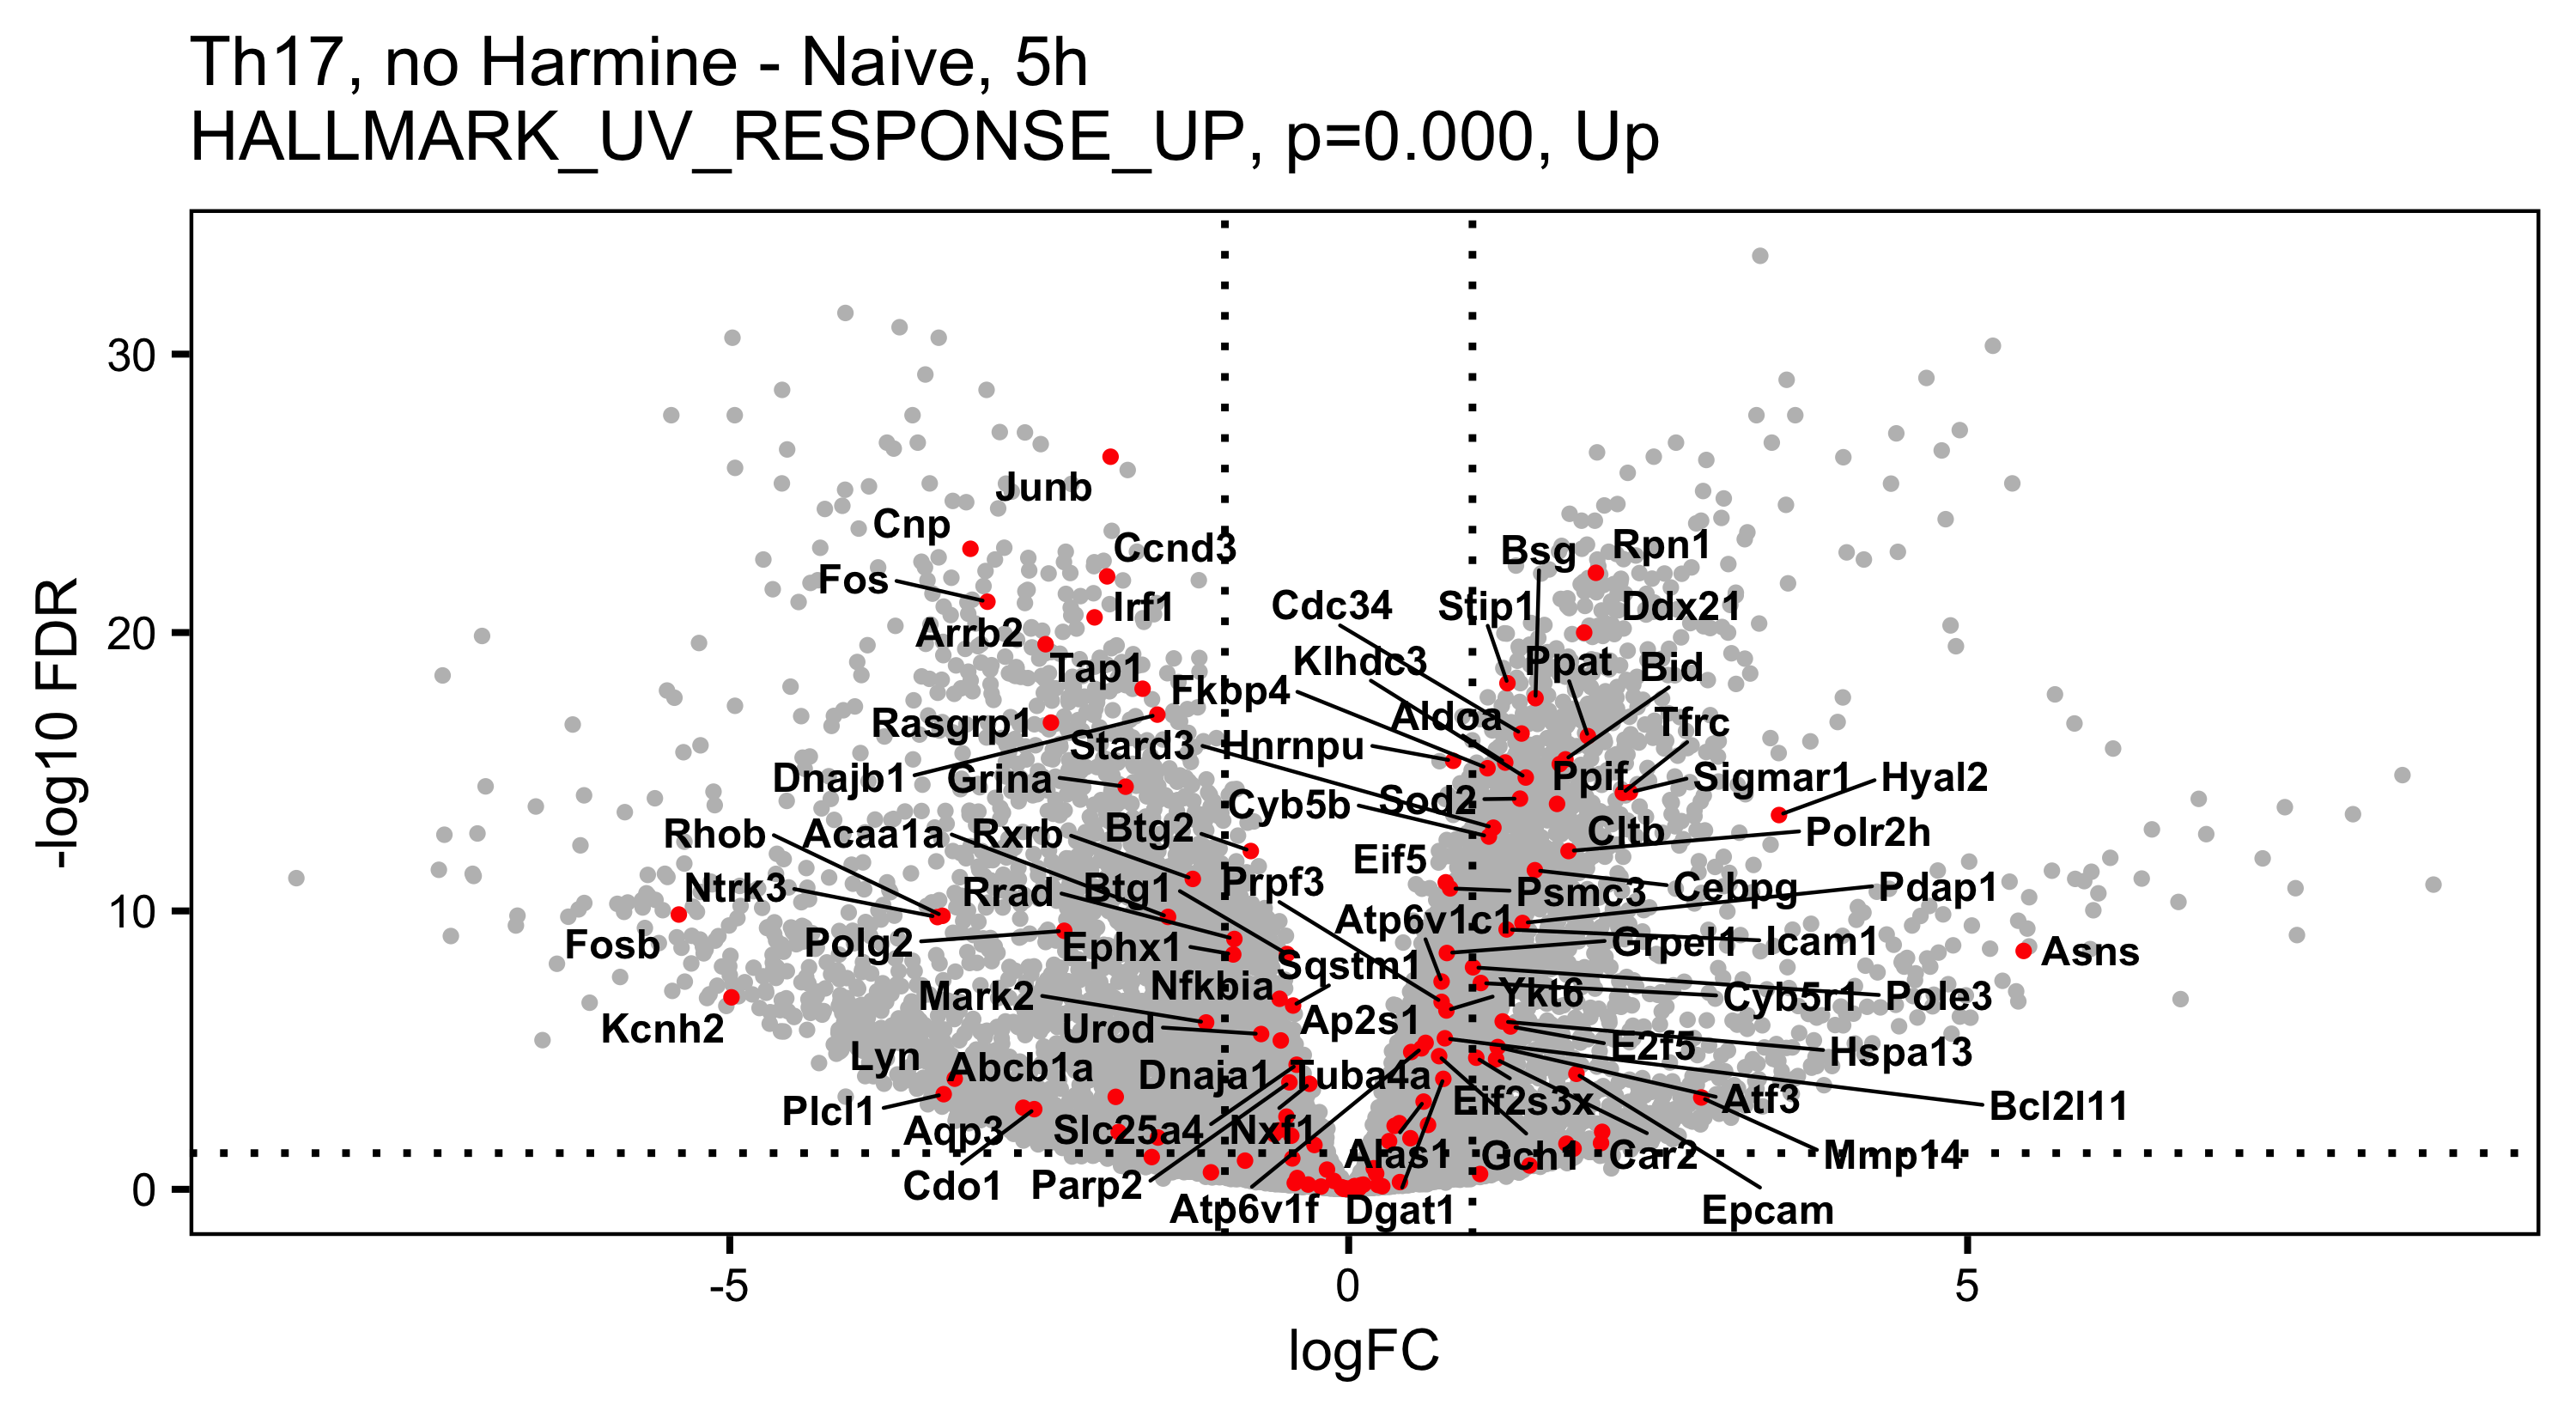 Th17, no Harmine - Naive, 5h
HALLMARK_UV_RESPONSE_UP, p=0.000, Up
-log10 FDR
30
20
10
0
Junb
Cnp
Ccnd3
Bsg
Rpn1
Fos
Irf1
Cdc34
Stip1
Ddx21
Arrb2
Tap1
Klhdc3
Ppat
Bid
Fkbp4
Rasgrp1
Aldoa
Tfrc
Stard3
Hnrnpu
Dnajb1
Grina
Ppif
Sigmar1
Hyal2
Cyb5b
Sod2
Rhob
Acaa1a
Rxrb
Btg2
Cltb
Polr2h
Eif5
Ntrk3
Rrad
Btg1
Prpf3
Psmc3
Cebpg
Pdap1
Atp6v1c1
Fosb
Polg2
Ephx1
Grpel1
Icam1
Asns
Sqstm1
Nfkbia
Mark2
Ykt6
Cyb5r1
Pole3
Kcnh2
Urod
Ap2s1
E2f5
Hspa13
Lyn
Abcb1a
Dnaja1
Tuba4a
Plcl1
Eif2s3x
Atf3
Bcl2l11
Aqp3
Slc25a4
Nxf1
Alas1
Gch1
Car2
Mmp14
Cdo1
Parp2
Atp6v1f
Dgat1
Epcam
-5
0
5
logFC